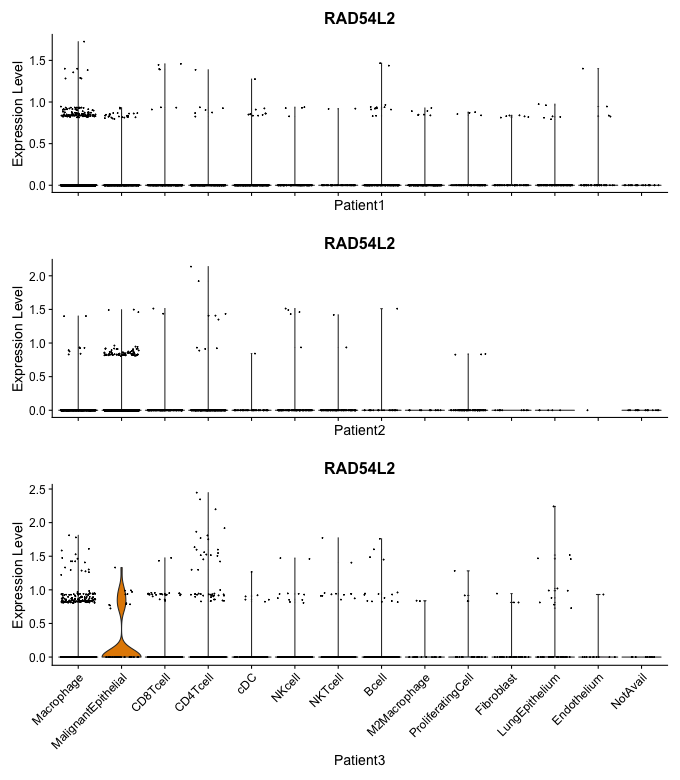 RAD54L2
Expression Level
1.5
1.0
0.5
0.0
Patient1
RAD54L2
Expression Level
2.0
1.5
1.0
0.5
0.0
Patient2
RAD54L2
Expression Level
2.5
2.0
1.5
1.0
0.5
0.0
Macrophage
MalignantEpithelial
CD8Tcell
CD4Tcell
cDC
NKcell
NKTcell
Bcell
M2Macrophage
ProliferatingCell
Fibroblast
LungEpithelium
Endothelium
NotAvail
Patient3